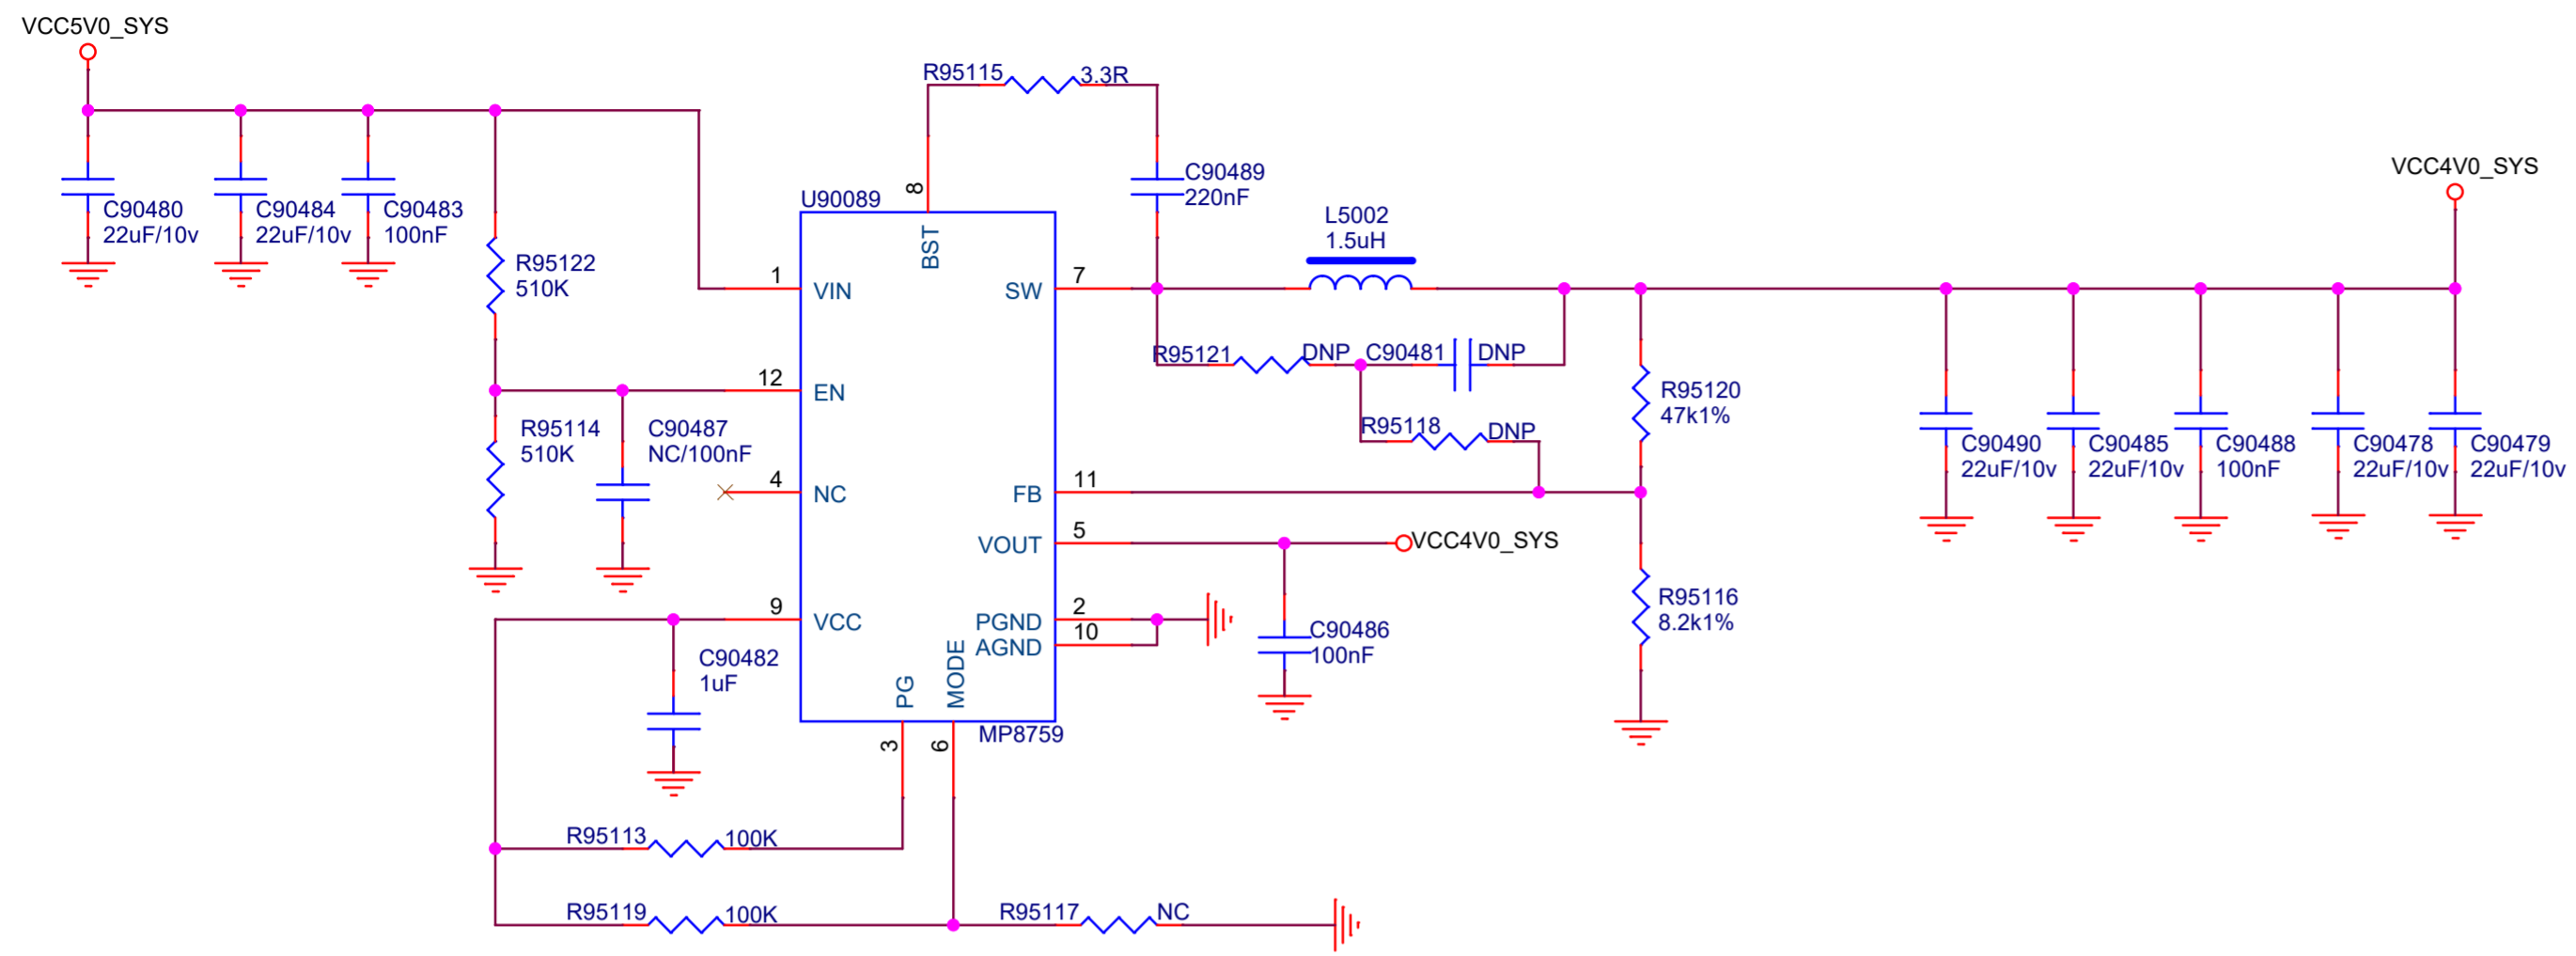 VCC5V0_SYS
R95115
3.3R
C90489
220nF
VCC4V0_SYS
C90480
22uF/10v
C90484
22uF/10v
C90483
100nF
R95122
510K
U90089
8
BST
L5002
1.5uH
1
VIN
SW
7
12
EN
R95121
DNP
C90481
DNP
R95118
DNP
R95120
47k1%
R95114
510K
C90487
NC/100nF
4
NC
FB
11
VOUT
5
VCC4V0_SYS
C90490
22uF/10v
C90485
22uF/10v
C90488
100nF
C90478
22uF/10v
C90479
22uF/10v
9
VCC
PGND
2
AGND
10
C90486
100nF
R95116
8.2k1%
C90482
1uF
PG
MODE
3
6
MP8759
R95113
100K
R95119
100K
R95117
NC